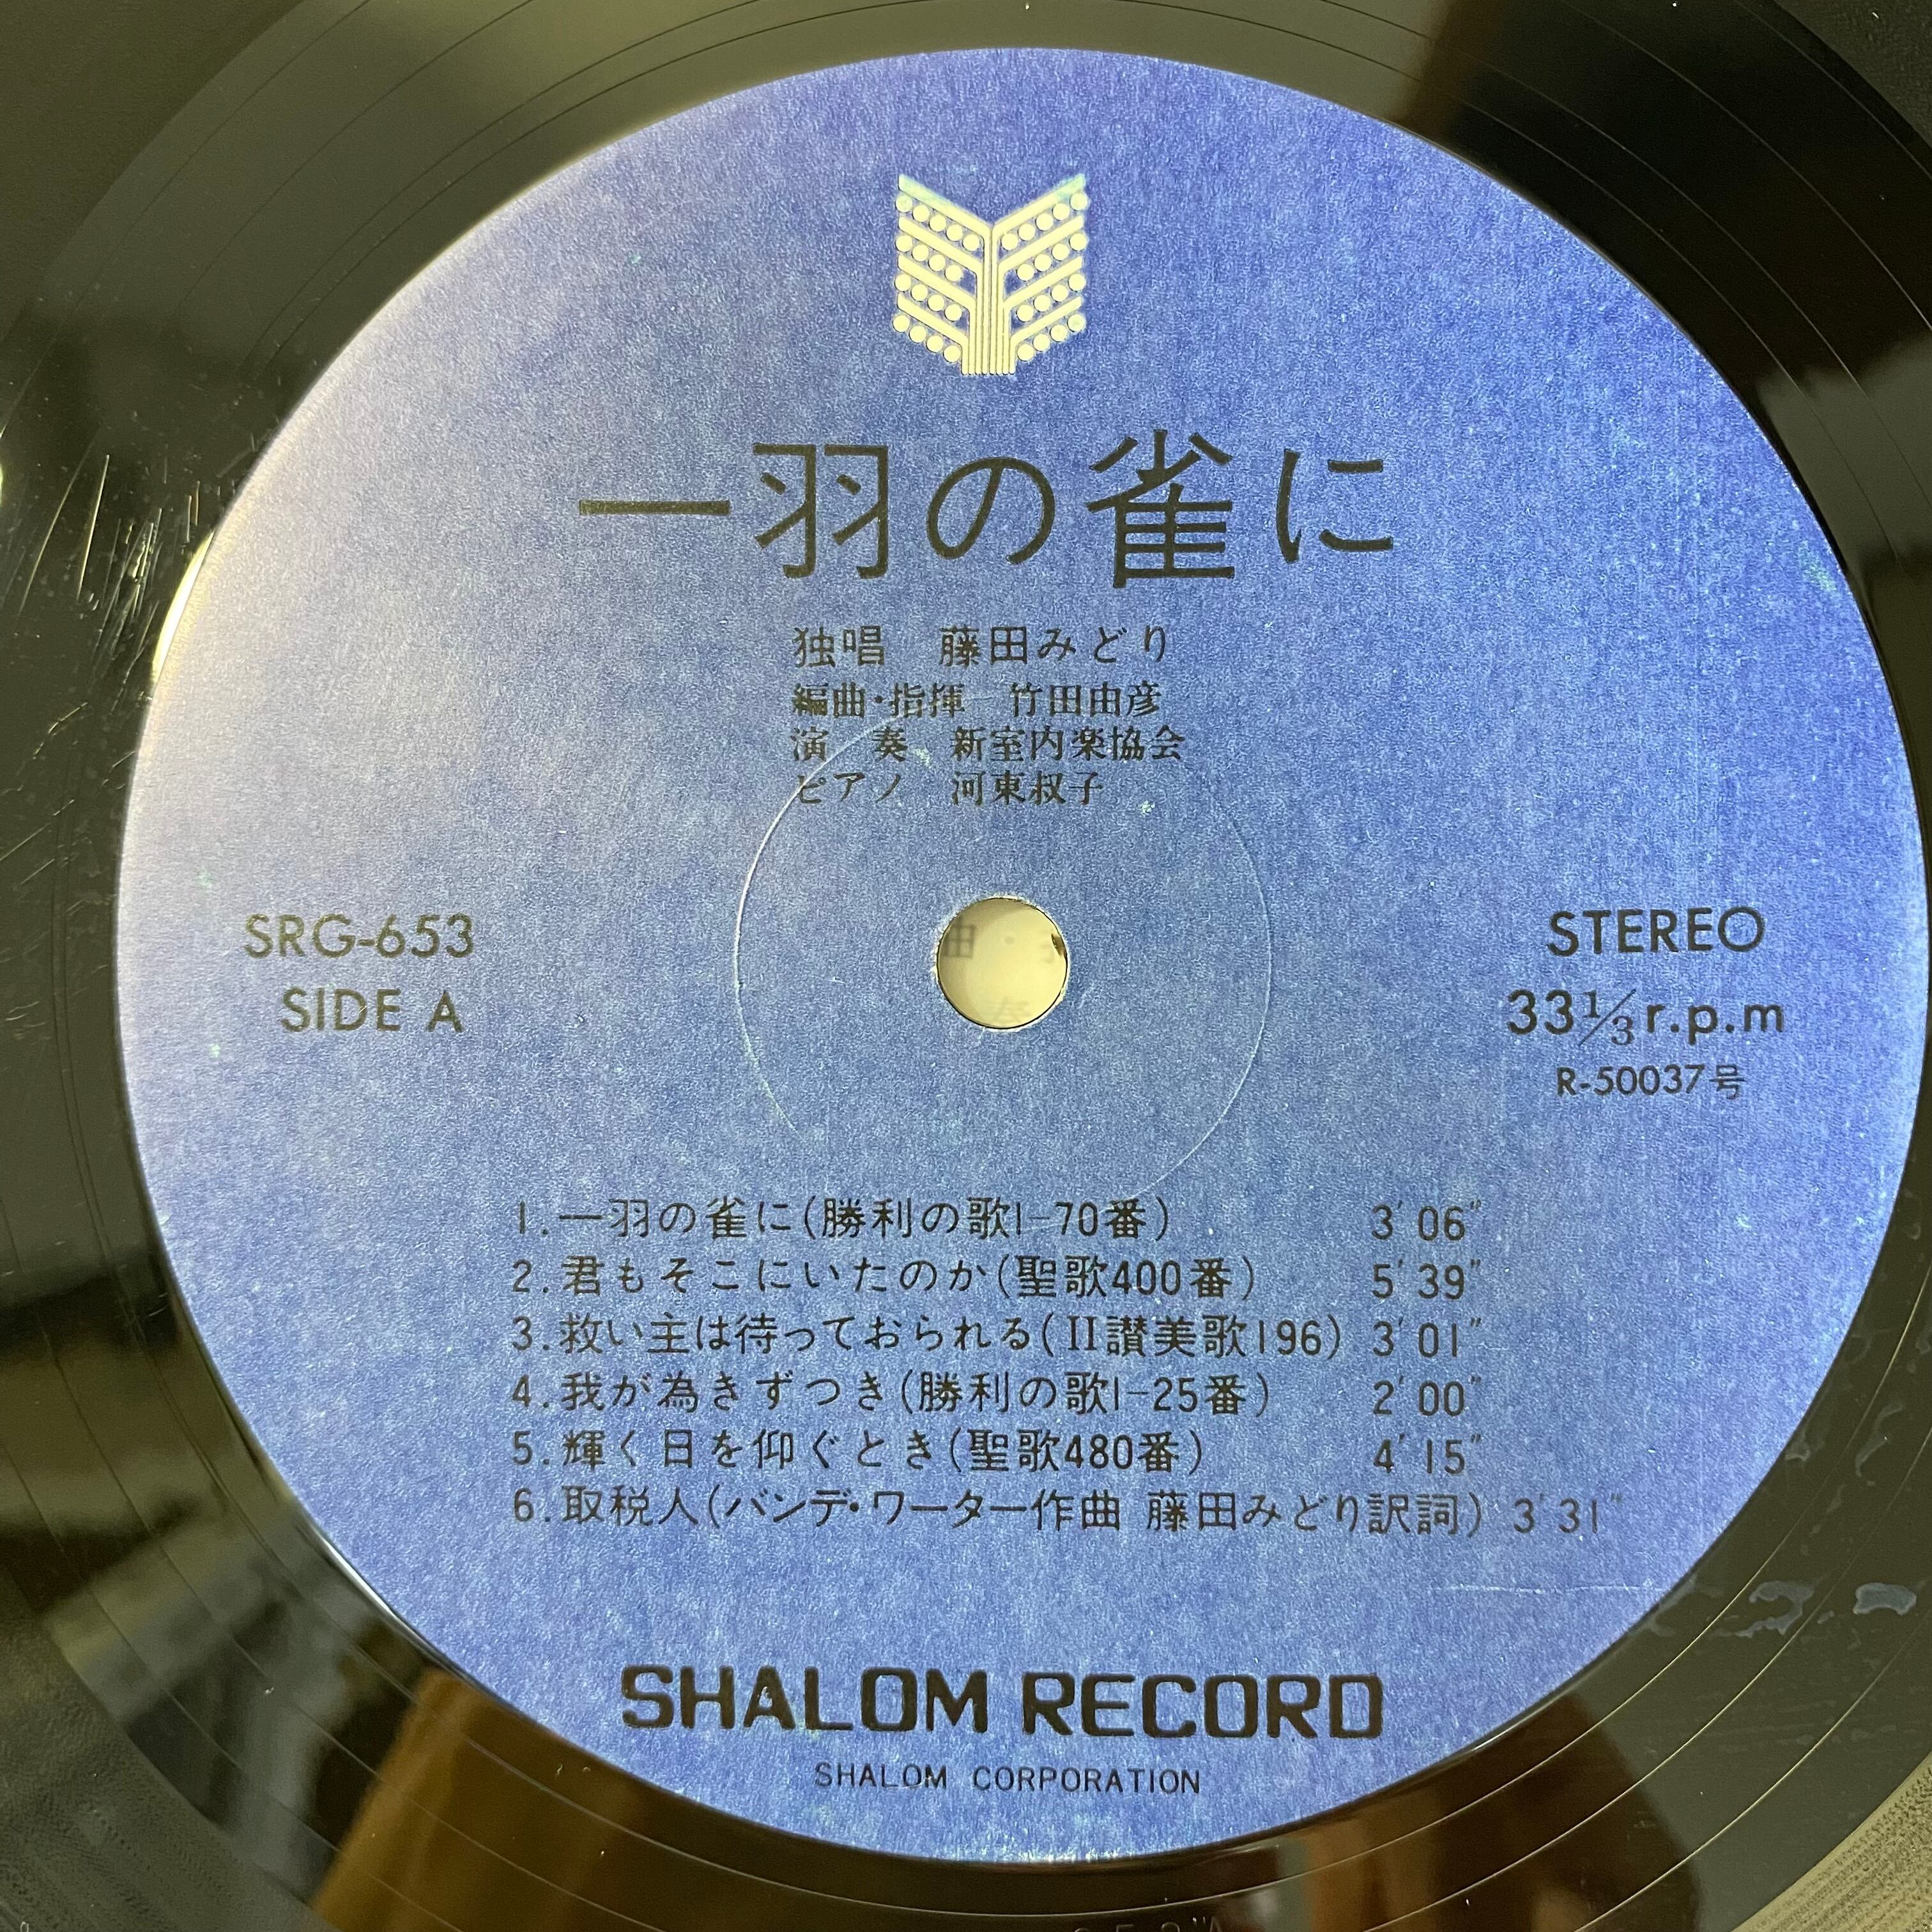 一羽の雀に
独唱 藤田みどり
編曲・指揮 竹田由彦
演 奏 新室内楽協会
ピアノ 河東叔子
SRG-653
SIDE A
STEREO
33⅓r.p.m
R-50037号
1.一羽の雀に(勝利の歌I-70番) 3′06″
2.君もそこにいたのか(聖歌400番) 5′39″
3.救い主は待っておられる(II讃美歌196) 3′01″
4.我が為きずつき(勝利の歌I-25番) 2′00″
5.輝く日を仰ぐとき(聖歌480番) 4′15″
6.取税人(バンデ・ワーター作曲 藤田みどり訳詞) 3′31″
SHALOM RECORD
SHALOM CORPORATION